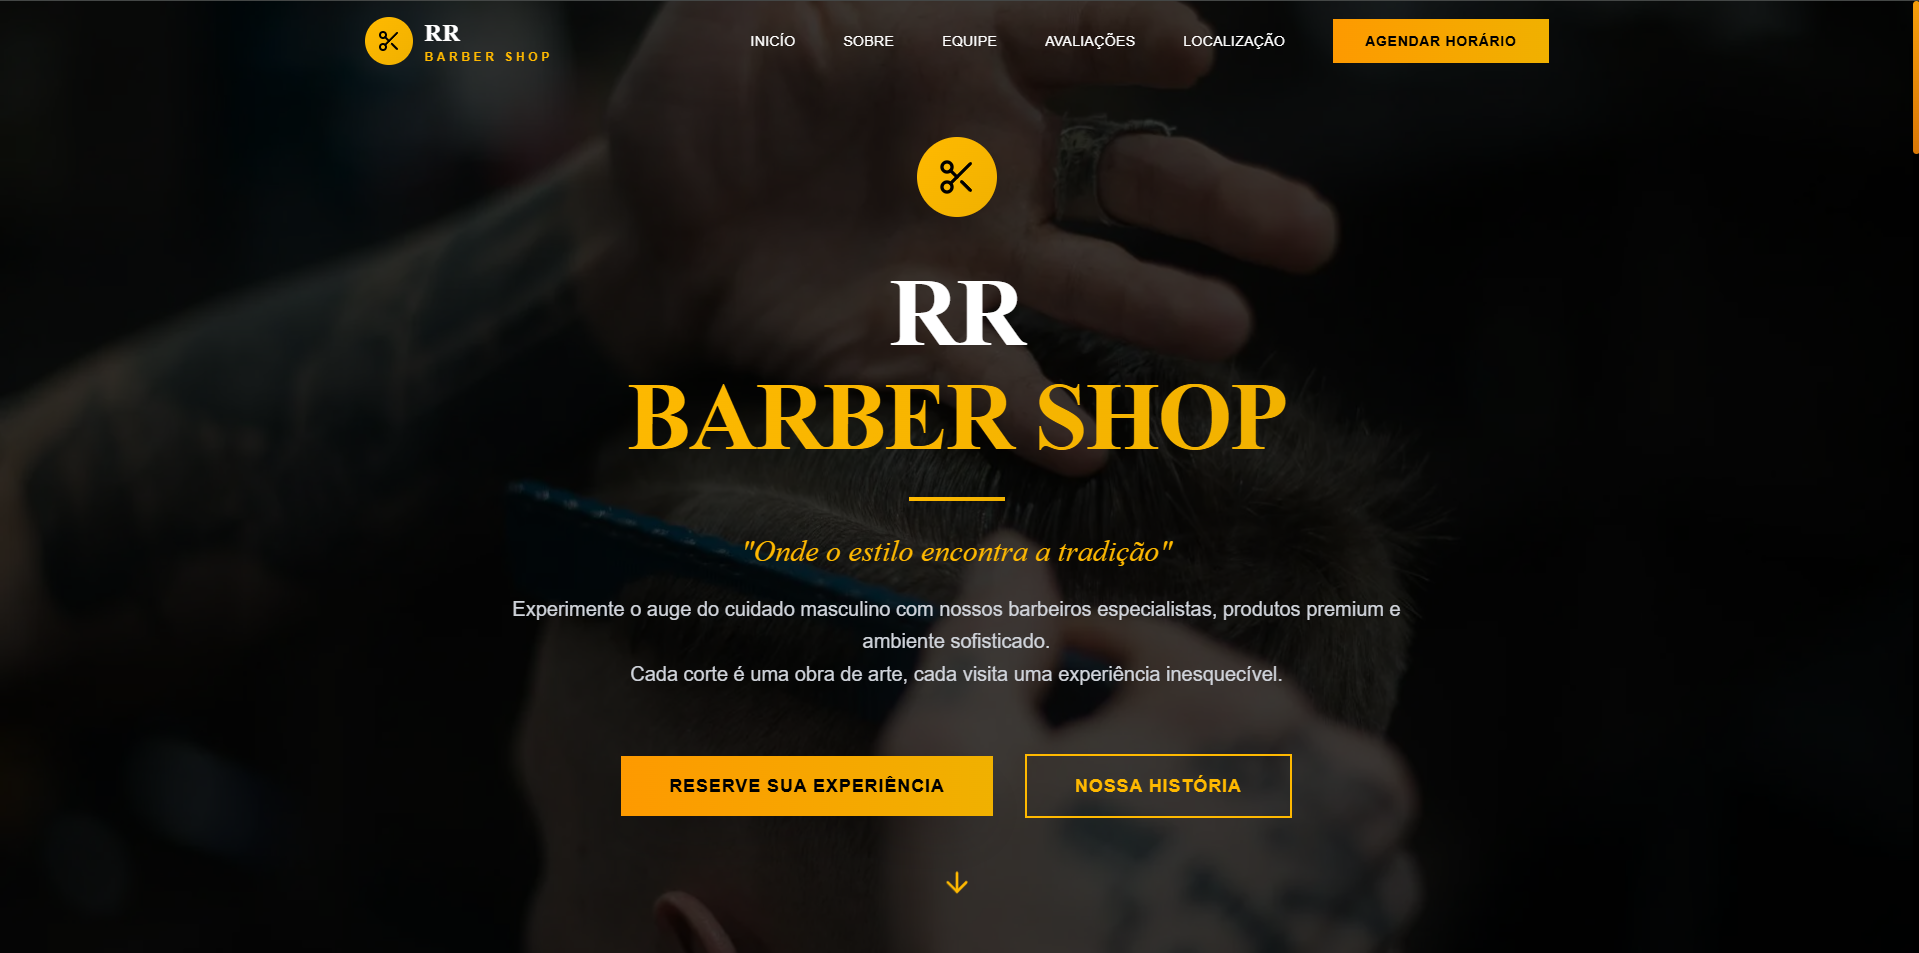 RR
BARBER SHOP
INICÍO
SOBRE
EQUIPE
AVALIAÇÕES
LOCALIZAÇÃO
AGENDAR HORÁRIO
RR
BARBER SHOP
"Onde o estilo encontra a tradição"
Experimente o auge do cuidado masculino com nossos barbeiros especialistas, produtos premium e
ambiente sofisticado.
Cada corte é uma obra de arte, cada visita uma experiência inesquecível.
RESERVE SUA EXPERIÊNCIA
NOSSA HISTÓRIA